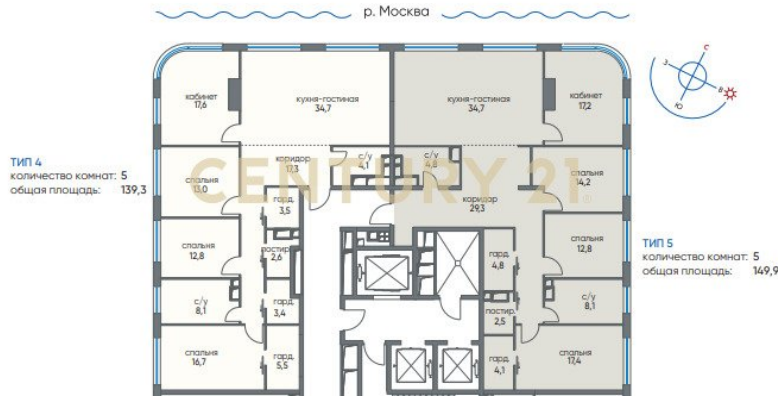 р. Москва
С
З
В
Ю
кабинет
17,6
кухня-гостиная
34,7
кухня-гостиная
34,7
кабинет
17,2
ТИП 4
количество комнат: 5
общая площадь: 139,3
CENTURY 21
спальня
13,0
коридор
17,3
с/у
4,1
с/у
4,8
спальня
14,2
гард.
3,5
коридор
29,3
спальня
12,8
постир.
2,6
гард.
4,8
спальня
12,8
ТИП 5
количество комнат: 5
общая площадь: 149,9
с/у
8,1
гард.
3,4
постир.
2,5
с/у
8,1
спальня
16,7
гард.
5,5
гард.
4,1
спальня
17,4